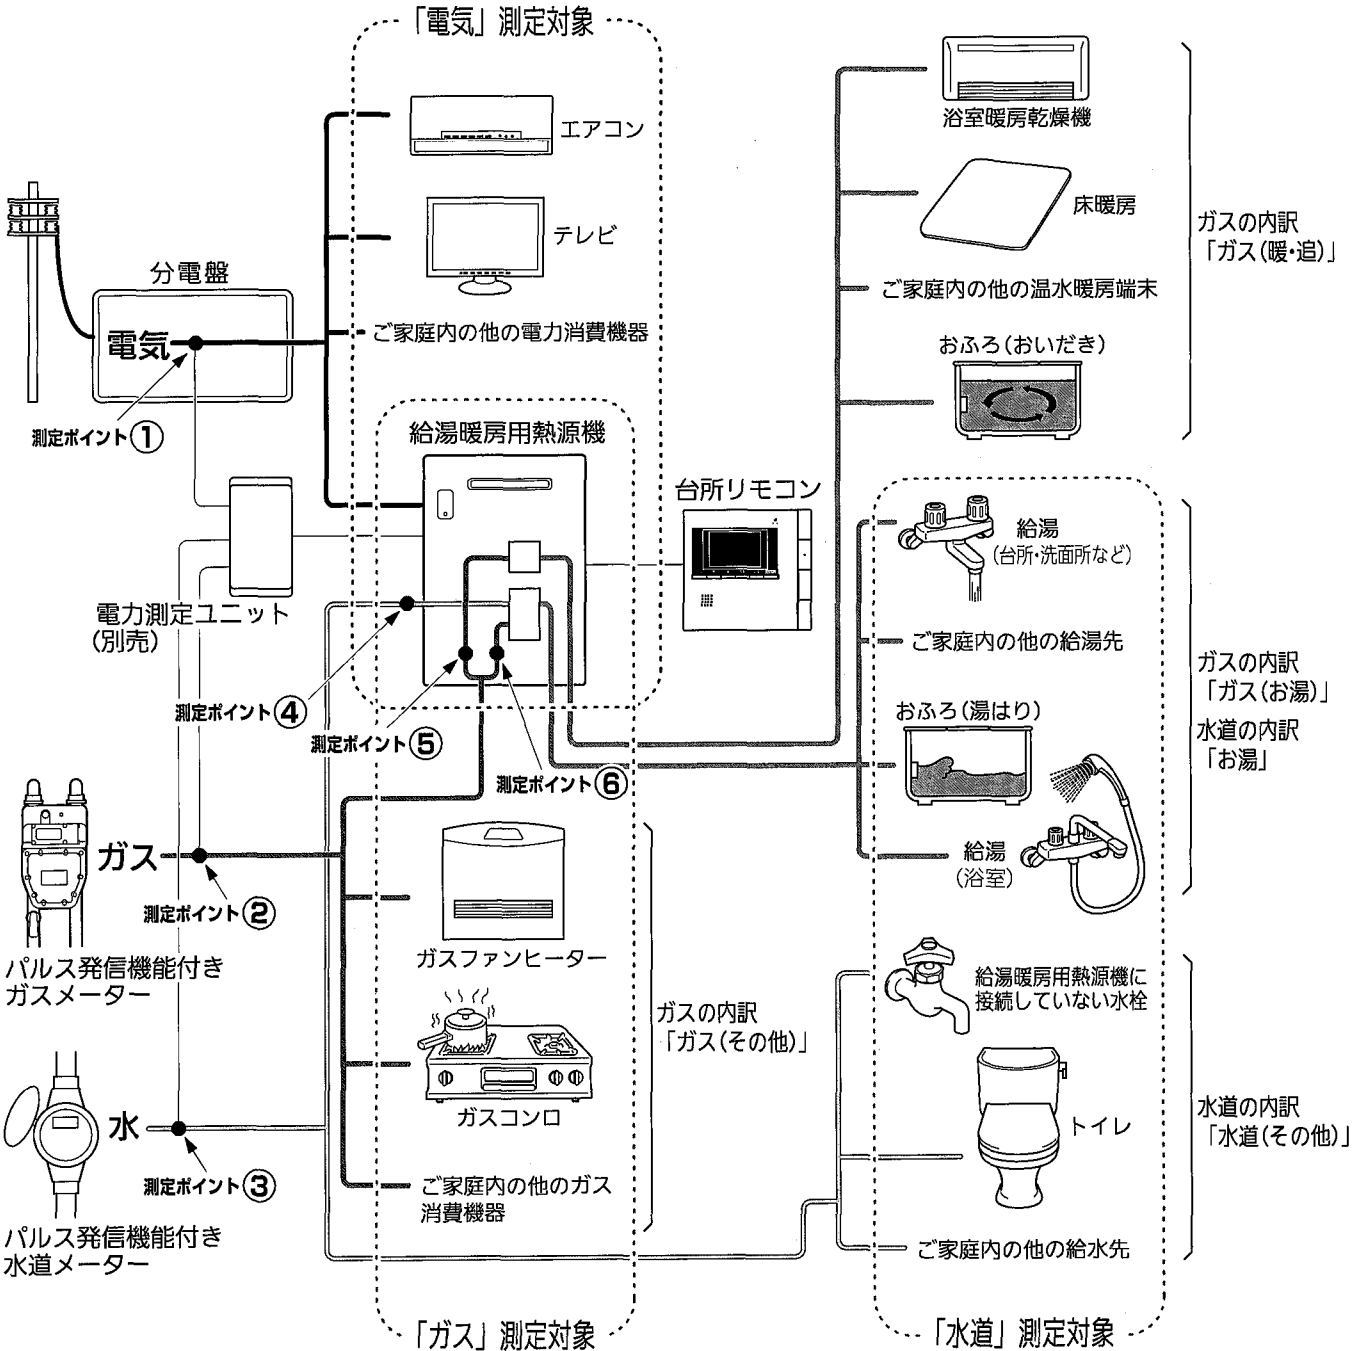 「電気」測定対象
エアコン
テレビ
ご家庭内の他の電力消費機器
分電盤
電気
測定ポイント①
給湯暖房用熱源機
台所リモコン
電力測定ユニット
(別売)
測定ポイント④
測定ポイント⑤
測定ポイント⑥
ガス
測定ポイント②
パルス発信機能付き
ガスメーター
水
測定ポイント③
パルス発信機能付き
水道メーター
ガスファンヒーター
ガスコンロ
ご家庭内の他のガス
消費機器
ガスの内訳
「ガス(その他)」
「ガス」測定対象
浴室暖房乾燥機
床暖房
ご家庭内の他の温水暖房端末
おふろ(おいだき)
ガスの内訳
「ガス(暖・追)」
給湯
(台所・洗面所など)
ご家庭内の他の給湯先
おふろ(湯はり)
給湯
(浴室)
ガスの内訳
「ガス(お湯)」
水道の内訳
「お湯」
給湯暖房用熱源機に
接続していない水栓
トイレ
ご家庭内の他の給水先
水道の内訳
「水道(その他)」
「水道」測定対象